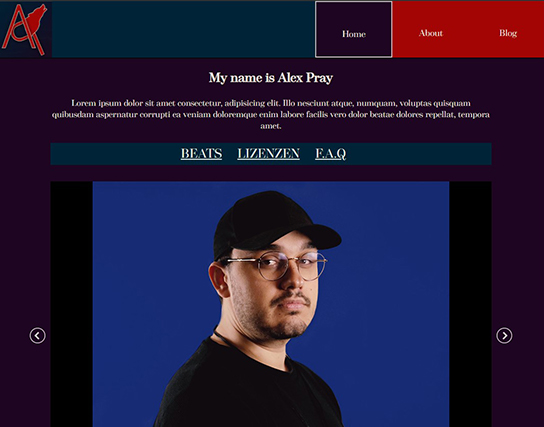 Home About Blog
My name is Alex Pray
Lorem ipsum dolor sit amet consectetur, adipisicing elit. Illo nesciunt atque, numquam, voluptas quisquam
quibusdam aspernatur corrupti ea veniam doloremque enim labore facilis vero dolor beatae dolores repellat, tempora
amet.
BEATS LIZENZEN F.A.Q